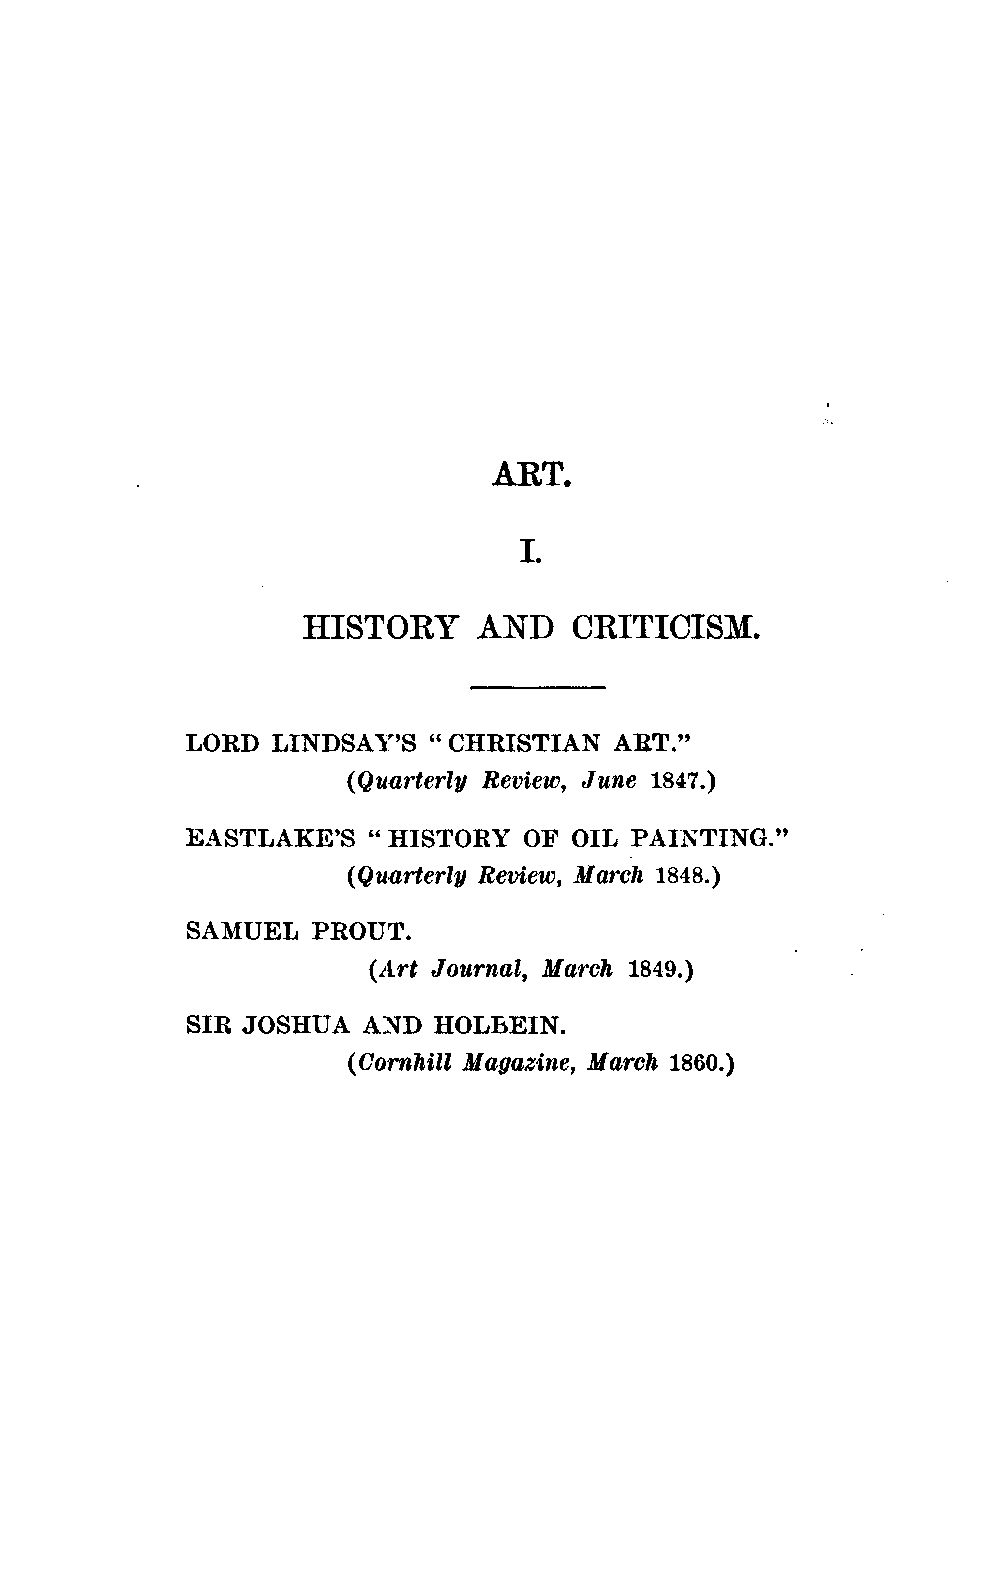 ART.
I.
HISTORY AND CRITICISM.
LORD LINDSAY'S “CHRISTIAN ART.”
(Quarterly Review, June 1847.)
EASTLAKE'S “HISTORY OF OIL PAINTING.”
(Quarterly Review, March 1848.)
SAMUEL PROUT.
(Art Journal, March 1849.)
SIR JOSHUA AND HOLBEIN.
(Cornhill Magazine, March 1860.)